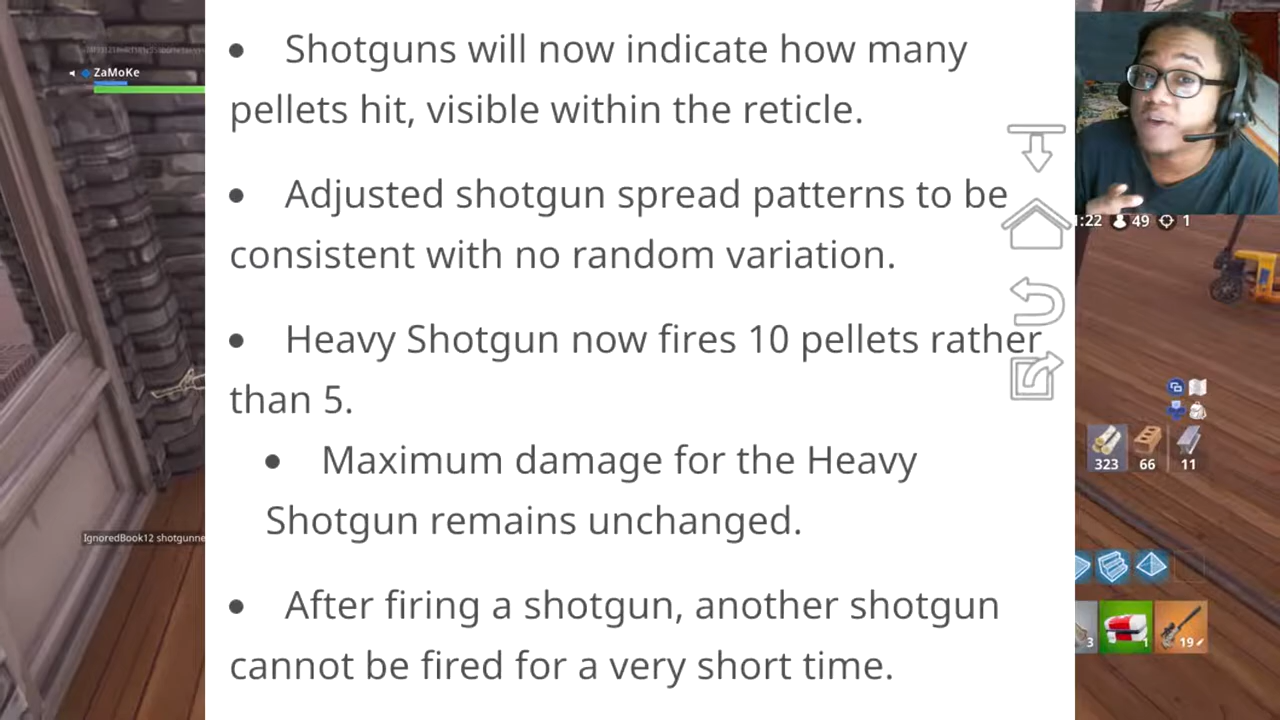 ZaMoKe
• Shotguns will now indicate how many
pellets hit, visible within the reticle.
• Adjusted shotgun spread patterns to be
consistent with no random variation.
• Heavy Shotgun now fires 10 pellets rather
than 5.
• Maximum damage for the Heavy
Shotgun remains unchanged.
• After firing a shotgun, another shotgun
cannot be fired for a very short time.
IgnoredBook12 shotgunne
:22 49 1
323 66 11
3 1 19